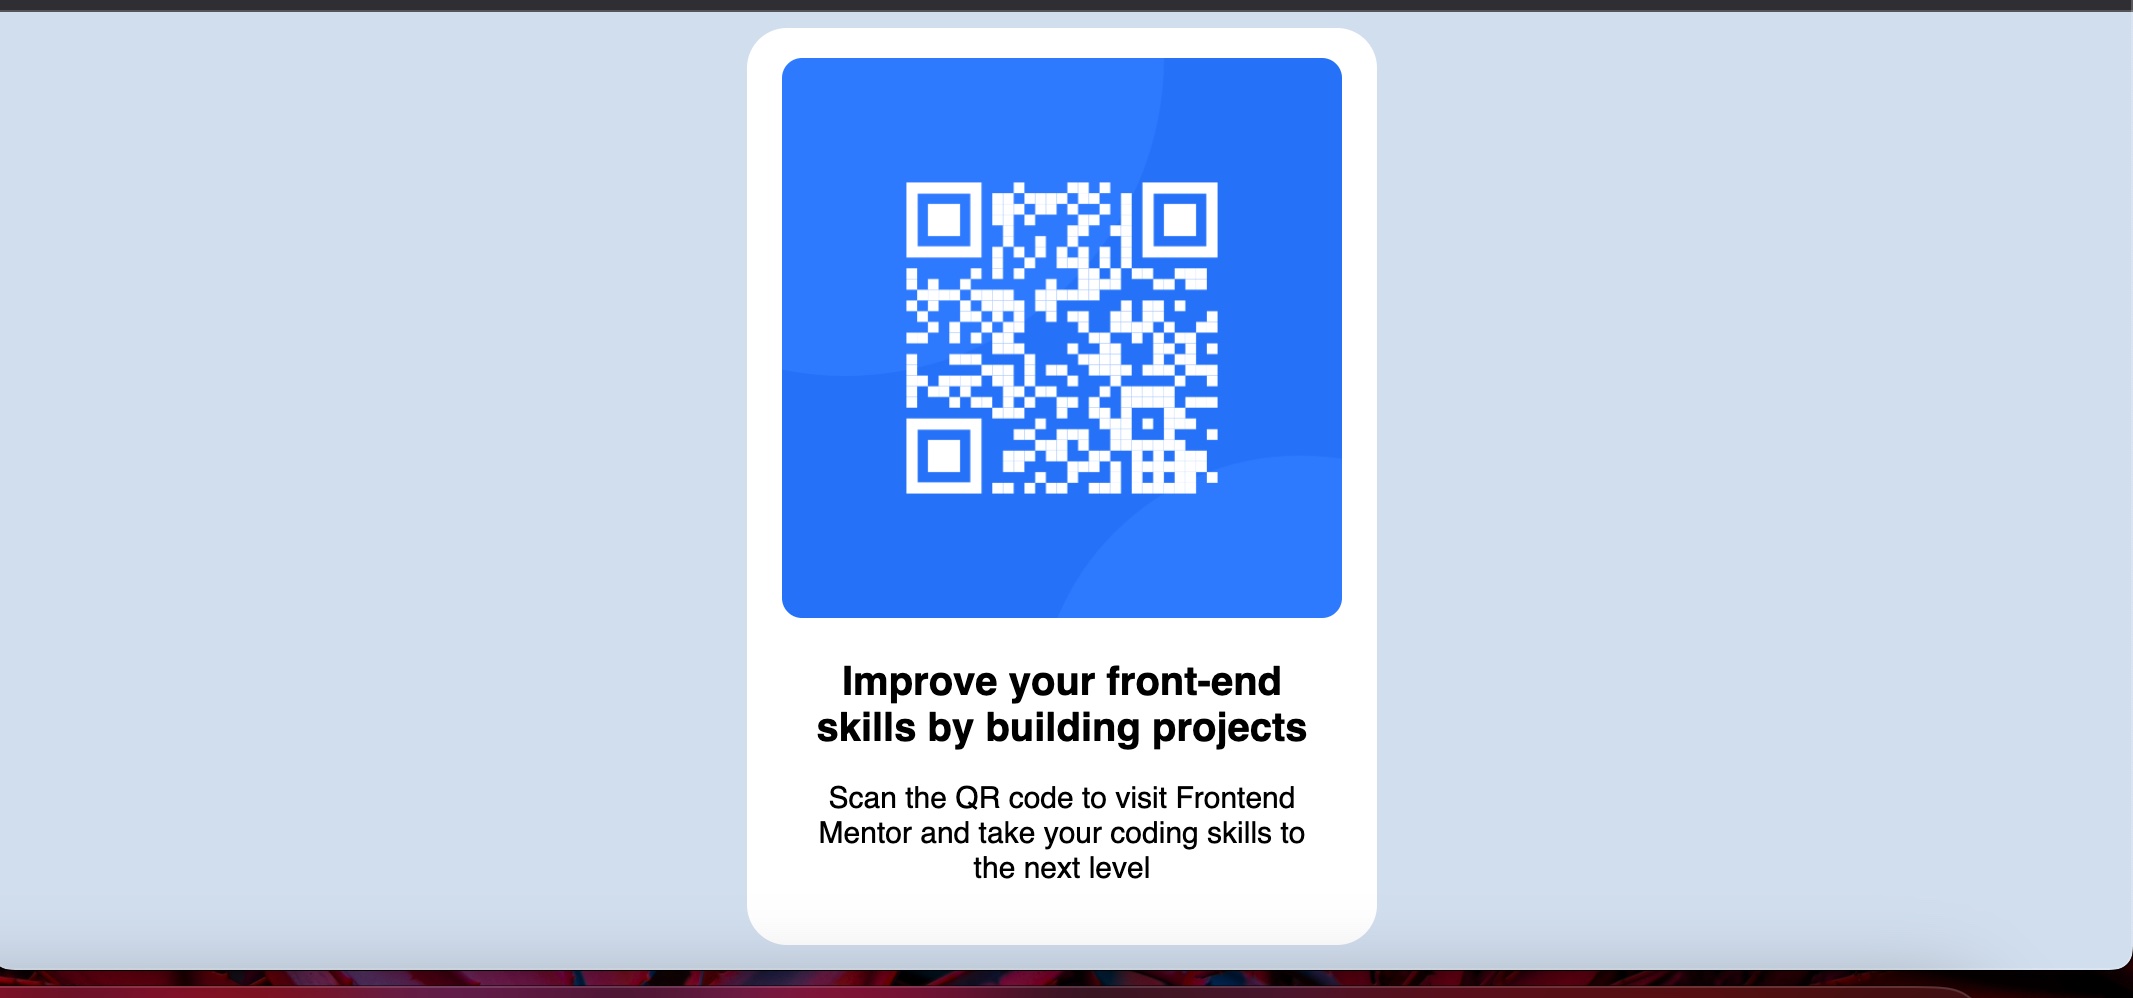 Improve your front-end
skills by building projects
Scan the QR code to visit Frontend
Mentor and take your coding skills to
the next level